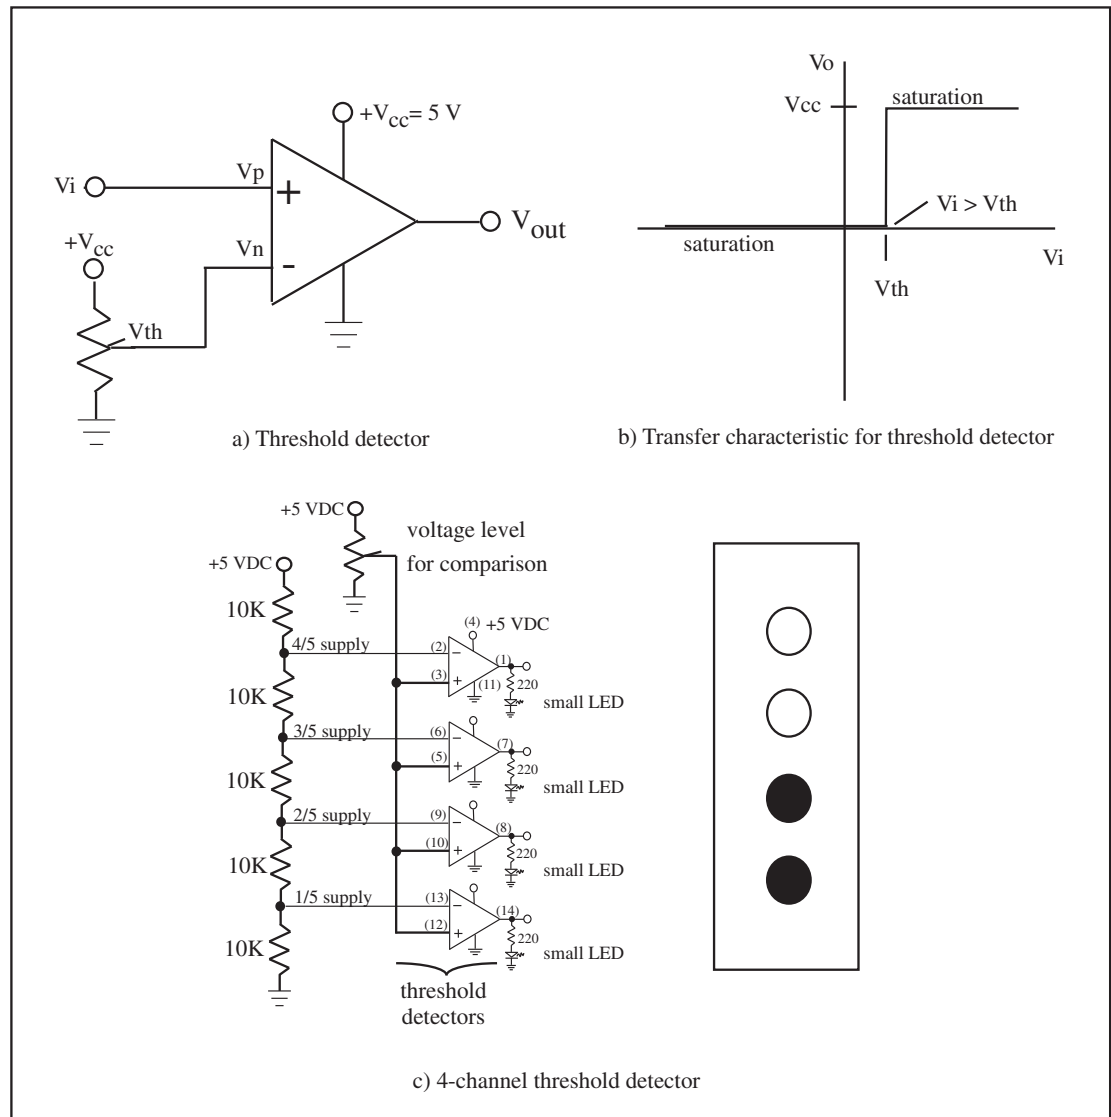 +Vcc= 5 V
Vi
Vp
+
Vout
+Vcc
Vn
-
Vth
a) Threshold detector
Vo
Vcc
saturation
Vi > Vth
saturation
Vi
Vth
b) Transfer characteristic for threshold detector
+5 VDC
voltage level
for comparison
+5 VDC
10K
4/5 supply
(2)
−
(4)
+5 VDC
(1)
(3)
+
(11)
220
small LED
10K
3/5 supply
(6)
−
(7)
(5)
+
220
small LED
10K
2/5 supply
(9)
−
(8)
(10)
+
220
small LED
10K
1/5 supply
(13)
−
(14)
(12)
+
220
small LED
10K
threshold
detectors
c) 4-channel threshold detector